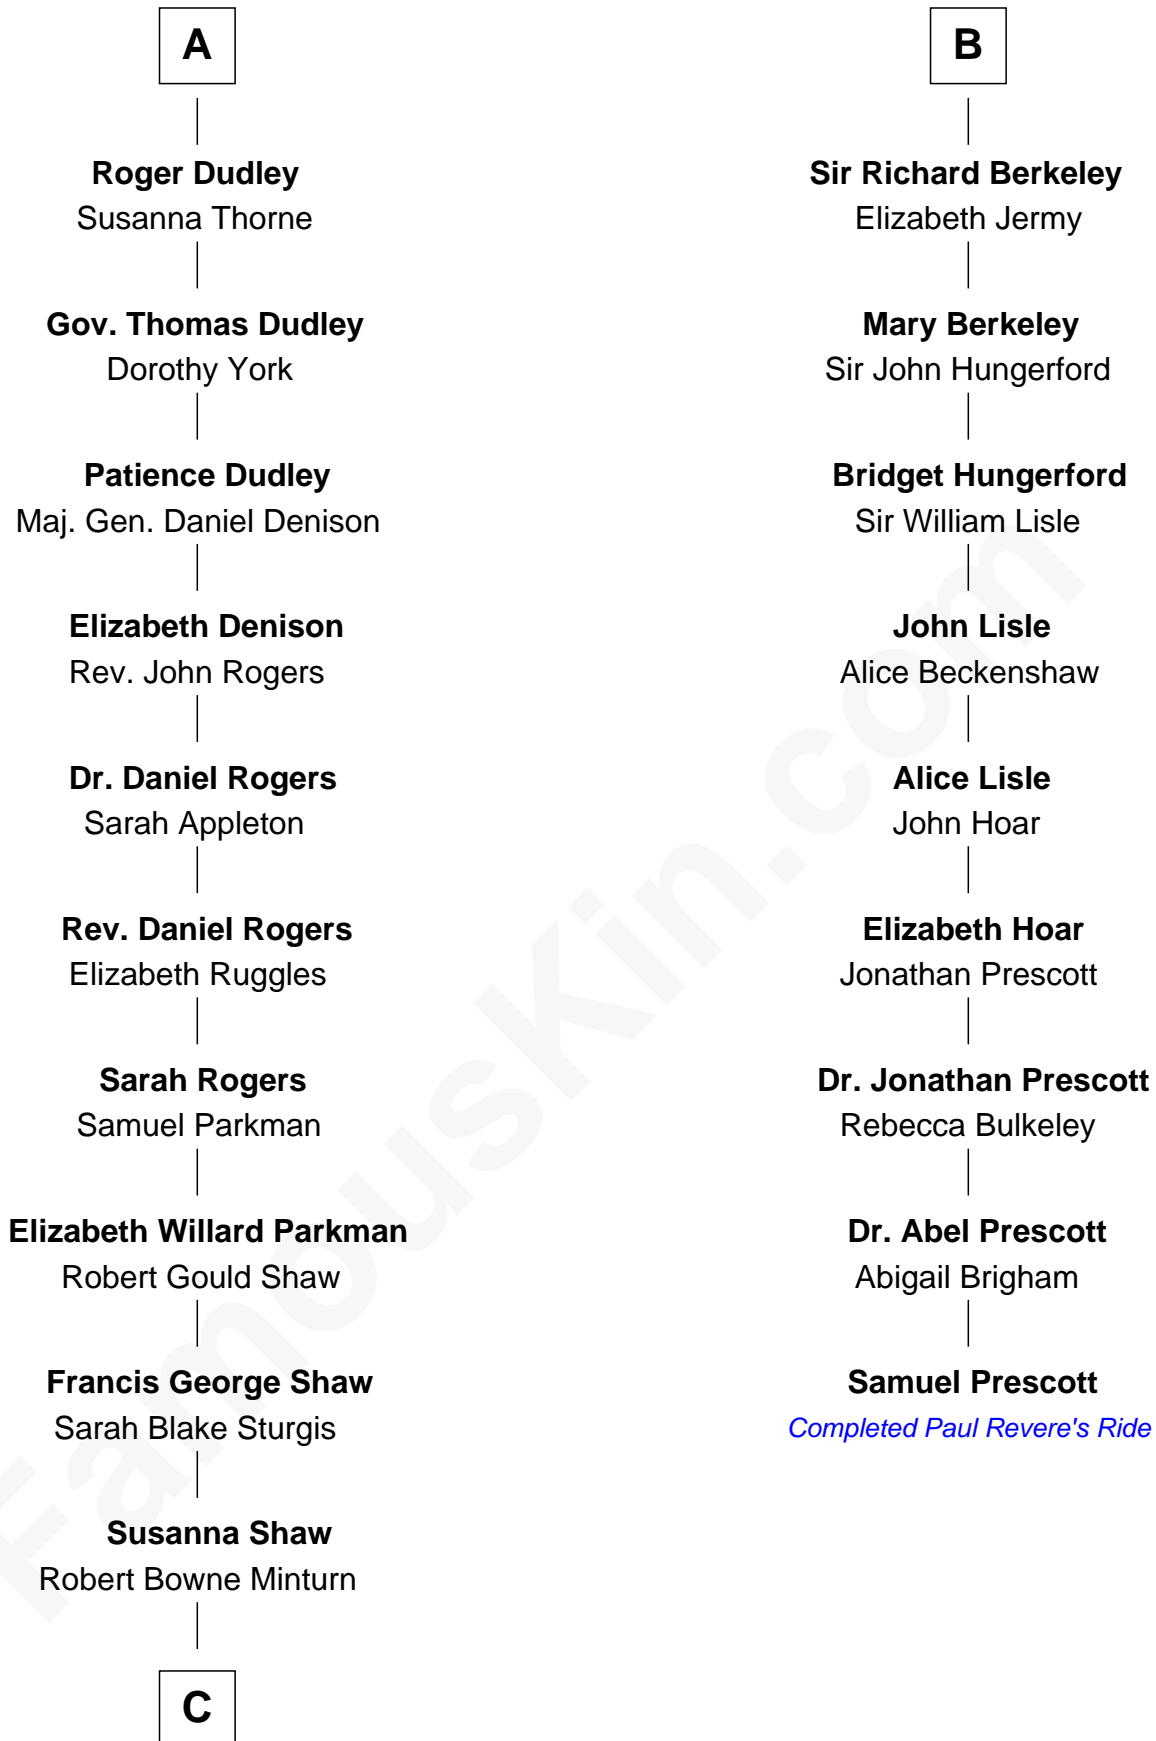 A
Roger Dudley
Susanna Thorne
Gov. Thomas Dudley
Dorothy York
Patience Dudley
Maj. Gen. Daniel Denison
Elizabeth Denison
Rev. John Rogers
Dr. Daniel Rogers
Sarah Appleton
Rev. Daniel Rogers
Elizabeth Ruggles
Sarah Rogers
Samuel Parkman
Elizabeth Willard Parkman
Robert Gould Shaw
Francis George Shaw
Sarah Blake Sturgis
Susanna Shaw
Robert Bowne Minturn
C
B
Sir Richard Berkeley
Elizabeth Jermy
Mary Berkeley
Sir John Hungerford
Bridget Hungerford
Sir William Lisle
John Lisle
Alice Beckenshaw
Alice Lisle
John Hoar
Elizabeth Hoar
Jonathan Prescott
Dr. Jonathan Prescott
Rebecca Bulkeley
Dr. Abel Prescott
Abigail Brigham
Samuel Prescott
Completed Paul Revere's Ride
FamousKin.com